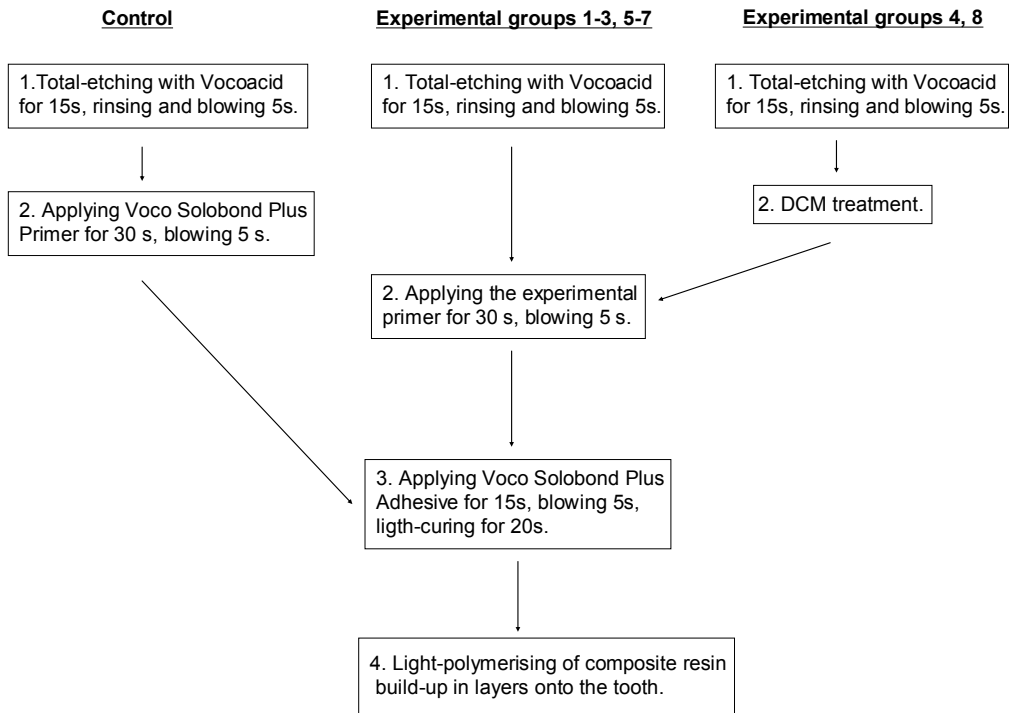 Control
Experimental groups 1-3, 5-7
Experimental groups 4, 8
1.Total-etching with Vocoacid
for 15s, rinsing and blowing 5s.
1. Total-etching with Vocoacid
for 15s, rinsing and blowing 5s.
1. Total-etching with Vocoacid
for 15s, rinsing and blowing 5s.
2. Applying Voco Solobond Plus
Primer for 30 s, blowing 5 s.
2. DCM treatment.
2. Applying the experimental
primer for 30 s, blowing 5 s.
3. Applying Voco Solobond Plus
Adhesive for 15s, blowing 5s,
ligth-curing for 20s.
4. Light-polymerising of composite resin
build-up in layers onto the tooth.